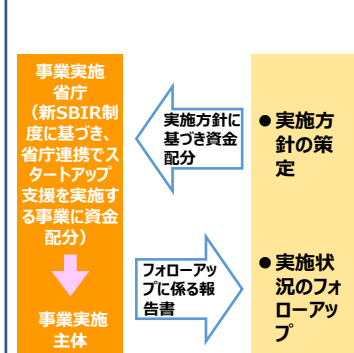 事業実施
省庁
(新SBIR制
度に基づき、
省庁連携でス
タートアップ
支援を実施す
る事業に資金
配分)
事業実施
主体
実施方針に
基づき資金
配分
フォローアッ
プに係る報
告書
●実施方
針の策
定
●実施状
況のフォ
ローアッ
プ